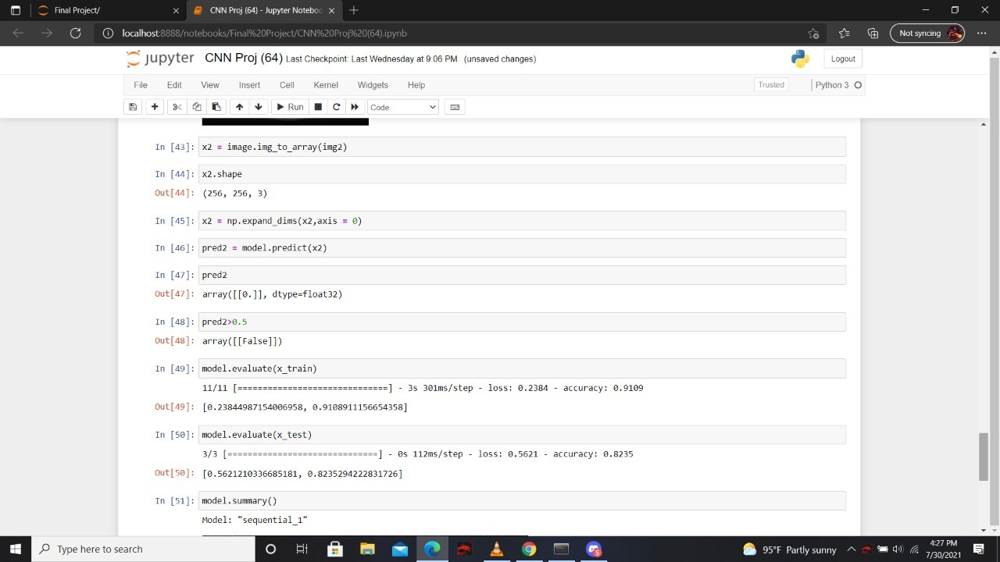 Final Project/
CNN Proj (64) - Jupyter Noteboo
localhost:8888/notebooks/Final%20Project/CNN%20Proj%20(64).ipynb
Not syncing
jupyter CNN Proj (64) Last Checkpoint: Last Wednesday at 9:06 PM (unsaved changes)
Logout
File Edit View Insert Cell Kernel Widgets Help
Trusted
Python 3
Run
Code
In [43]: x2 = image.img_to_array(img2)
In [44]: x2.shape
Out[44]: (256, 256, 3)
In [45]: x2 = np.expand_dims(x2,axis = 0)
In [46]: pred2 = model.predict(x2)
In [47]: pred2
Out[47]: array([[0.]], dtype=float32)
In [48]: pred2>0.5
Out[48]: array([[False]])
In [49]: model.evaluate(x_train)
11/11 [==============================] - 3s 301ms/step - loss: 0.2384 - accuracy: 0.9109
Out[49]: [0.23844987154006958, 0.9108911156654358]
In [50]: model.evaluate(x_test)
3/3 [==============================] - 0s 112ms/step - loss: 0.5621 - accuracy: 0.8235
Out[50]: [0.5621210336685181, 0.8235294222831726]
In [51]: model.summary()
Model: "sequential_1"
Type here to search
95°F Partly sunny
4:27 PM
7/30/2021